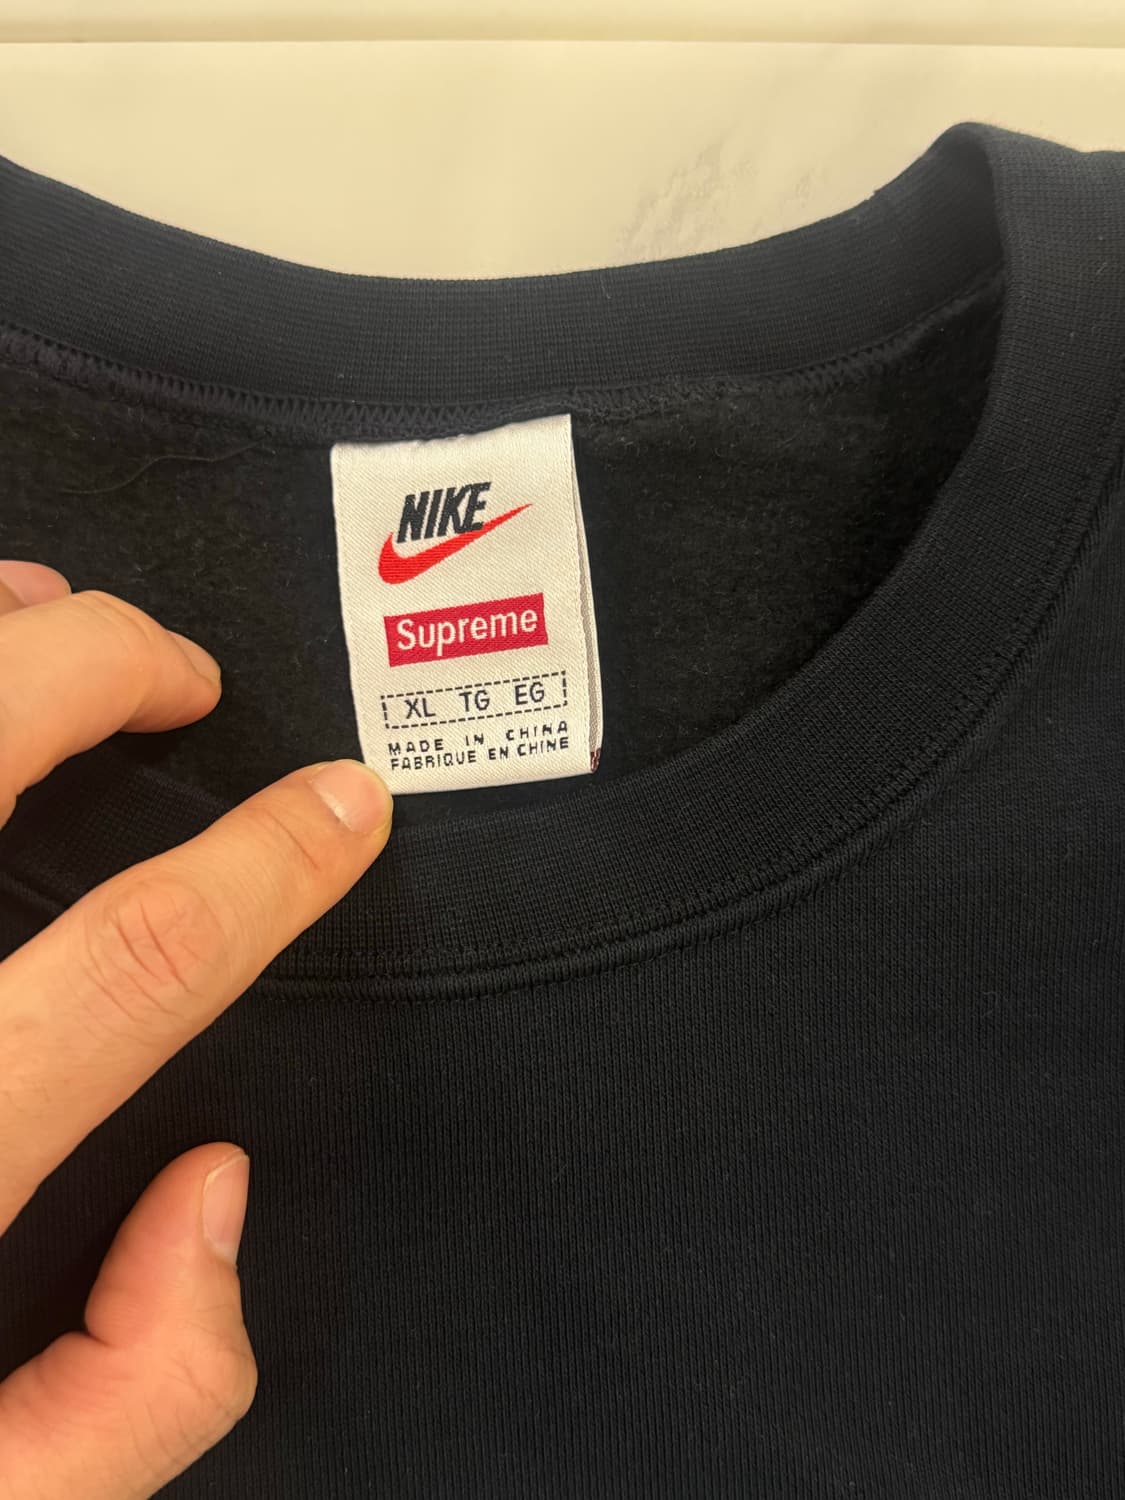 NIKE
Supreme
XL TG EG
MADE IN CHINA
FABRIQUE EN CHINE